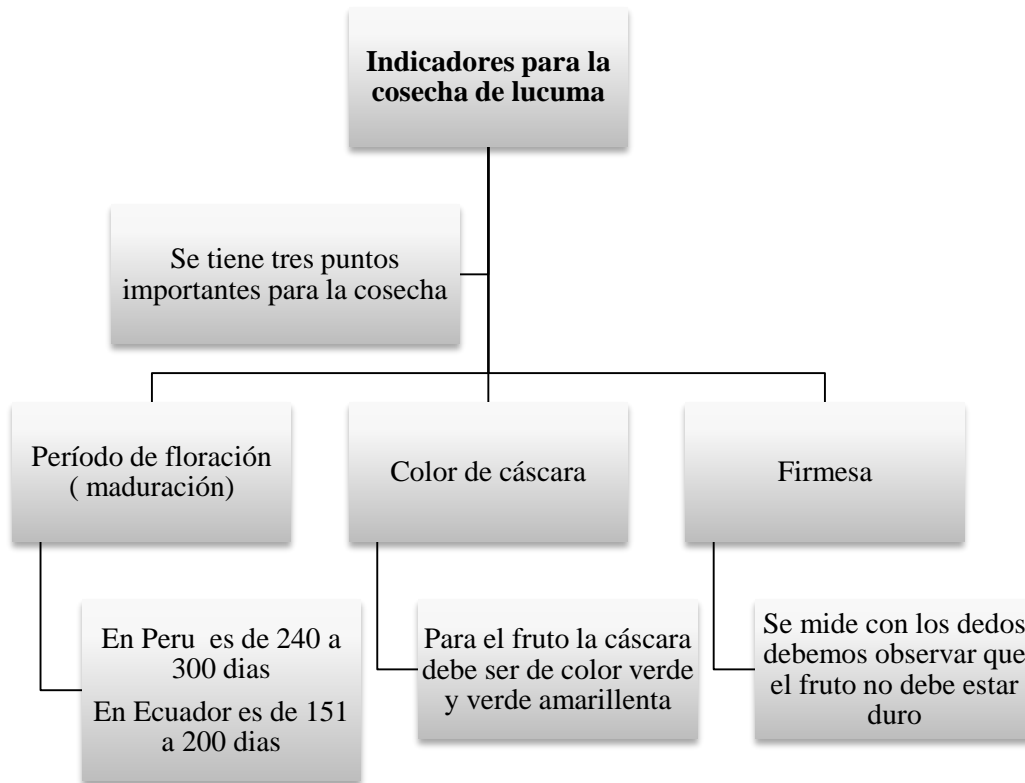 Indicadores para la
cosecha de lucuma
Se tiene tres puntos
importantes para la cosecha
Período de floración
( maduración)
Color de cáscara
Firmesa
En Peru es de 240 a
300 dias
En Ecuador es de 151
a 200 dias
Para el fruto la cáscara
debe ser de color verde
y verde amarillenta
Se mide con los dedos
debemos observar que
el fruto no debe estar
duro